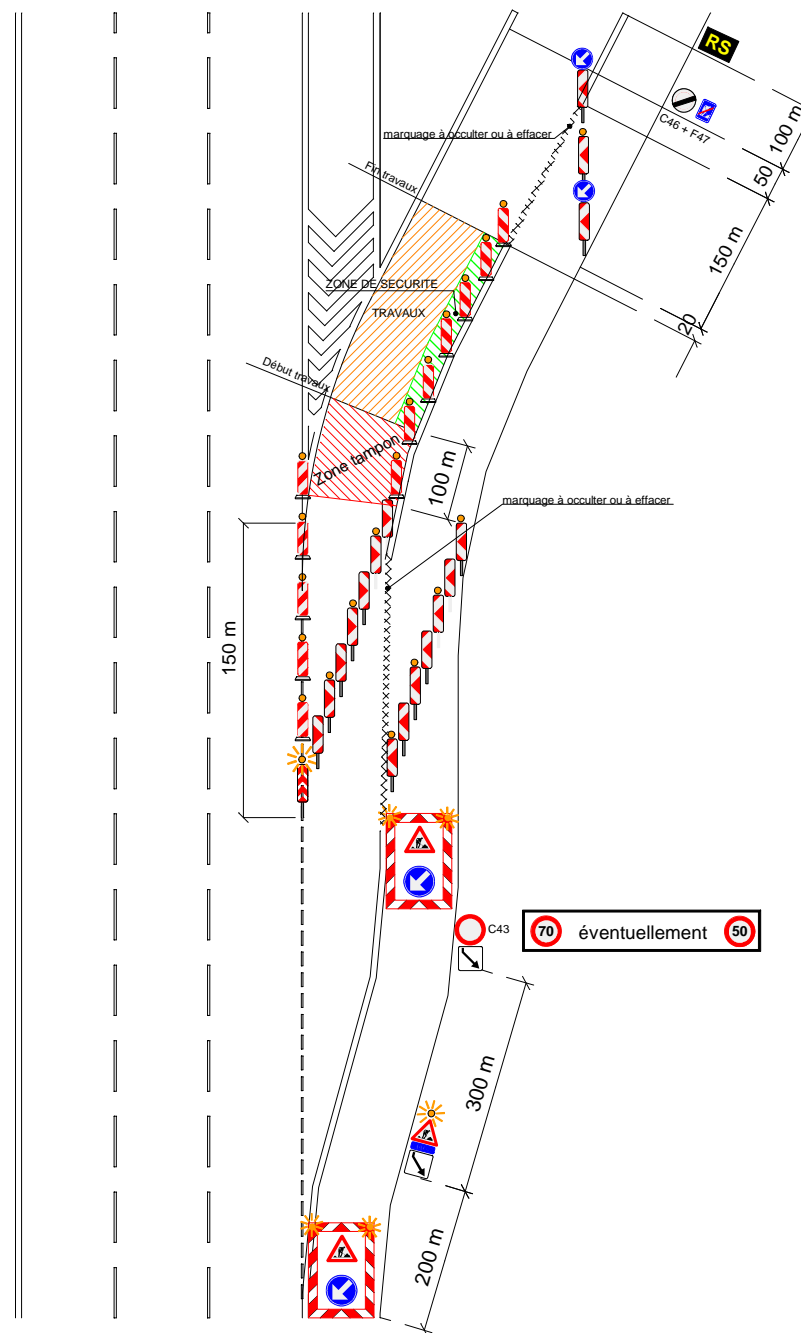 RS
C46 + F47
100 m
marquage à occulter ou à effacer
50
Fin travaux
150 m
ZONE DE SECURITE
TRAVAUX
20
Début travaux
Zone tampon
100 m
marquage à occulter ou à effacer
150 m
C43
70 éventuellement 50
300 m
200 m